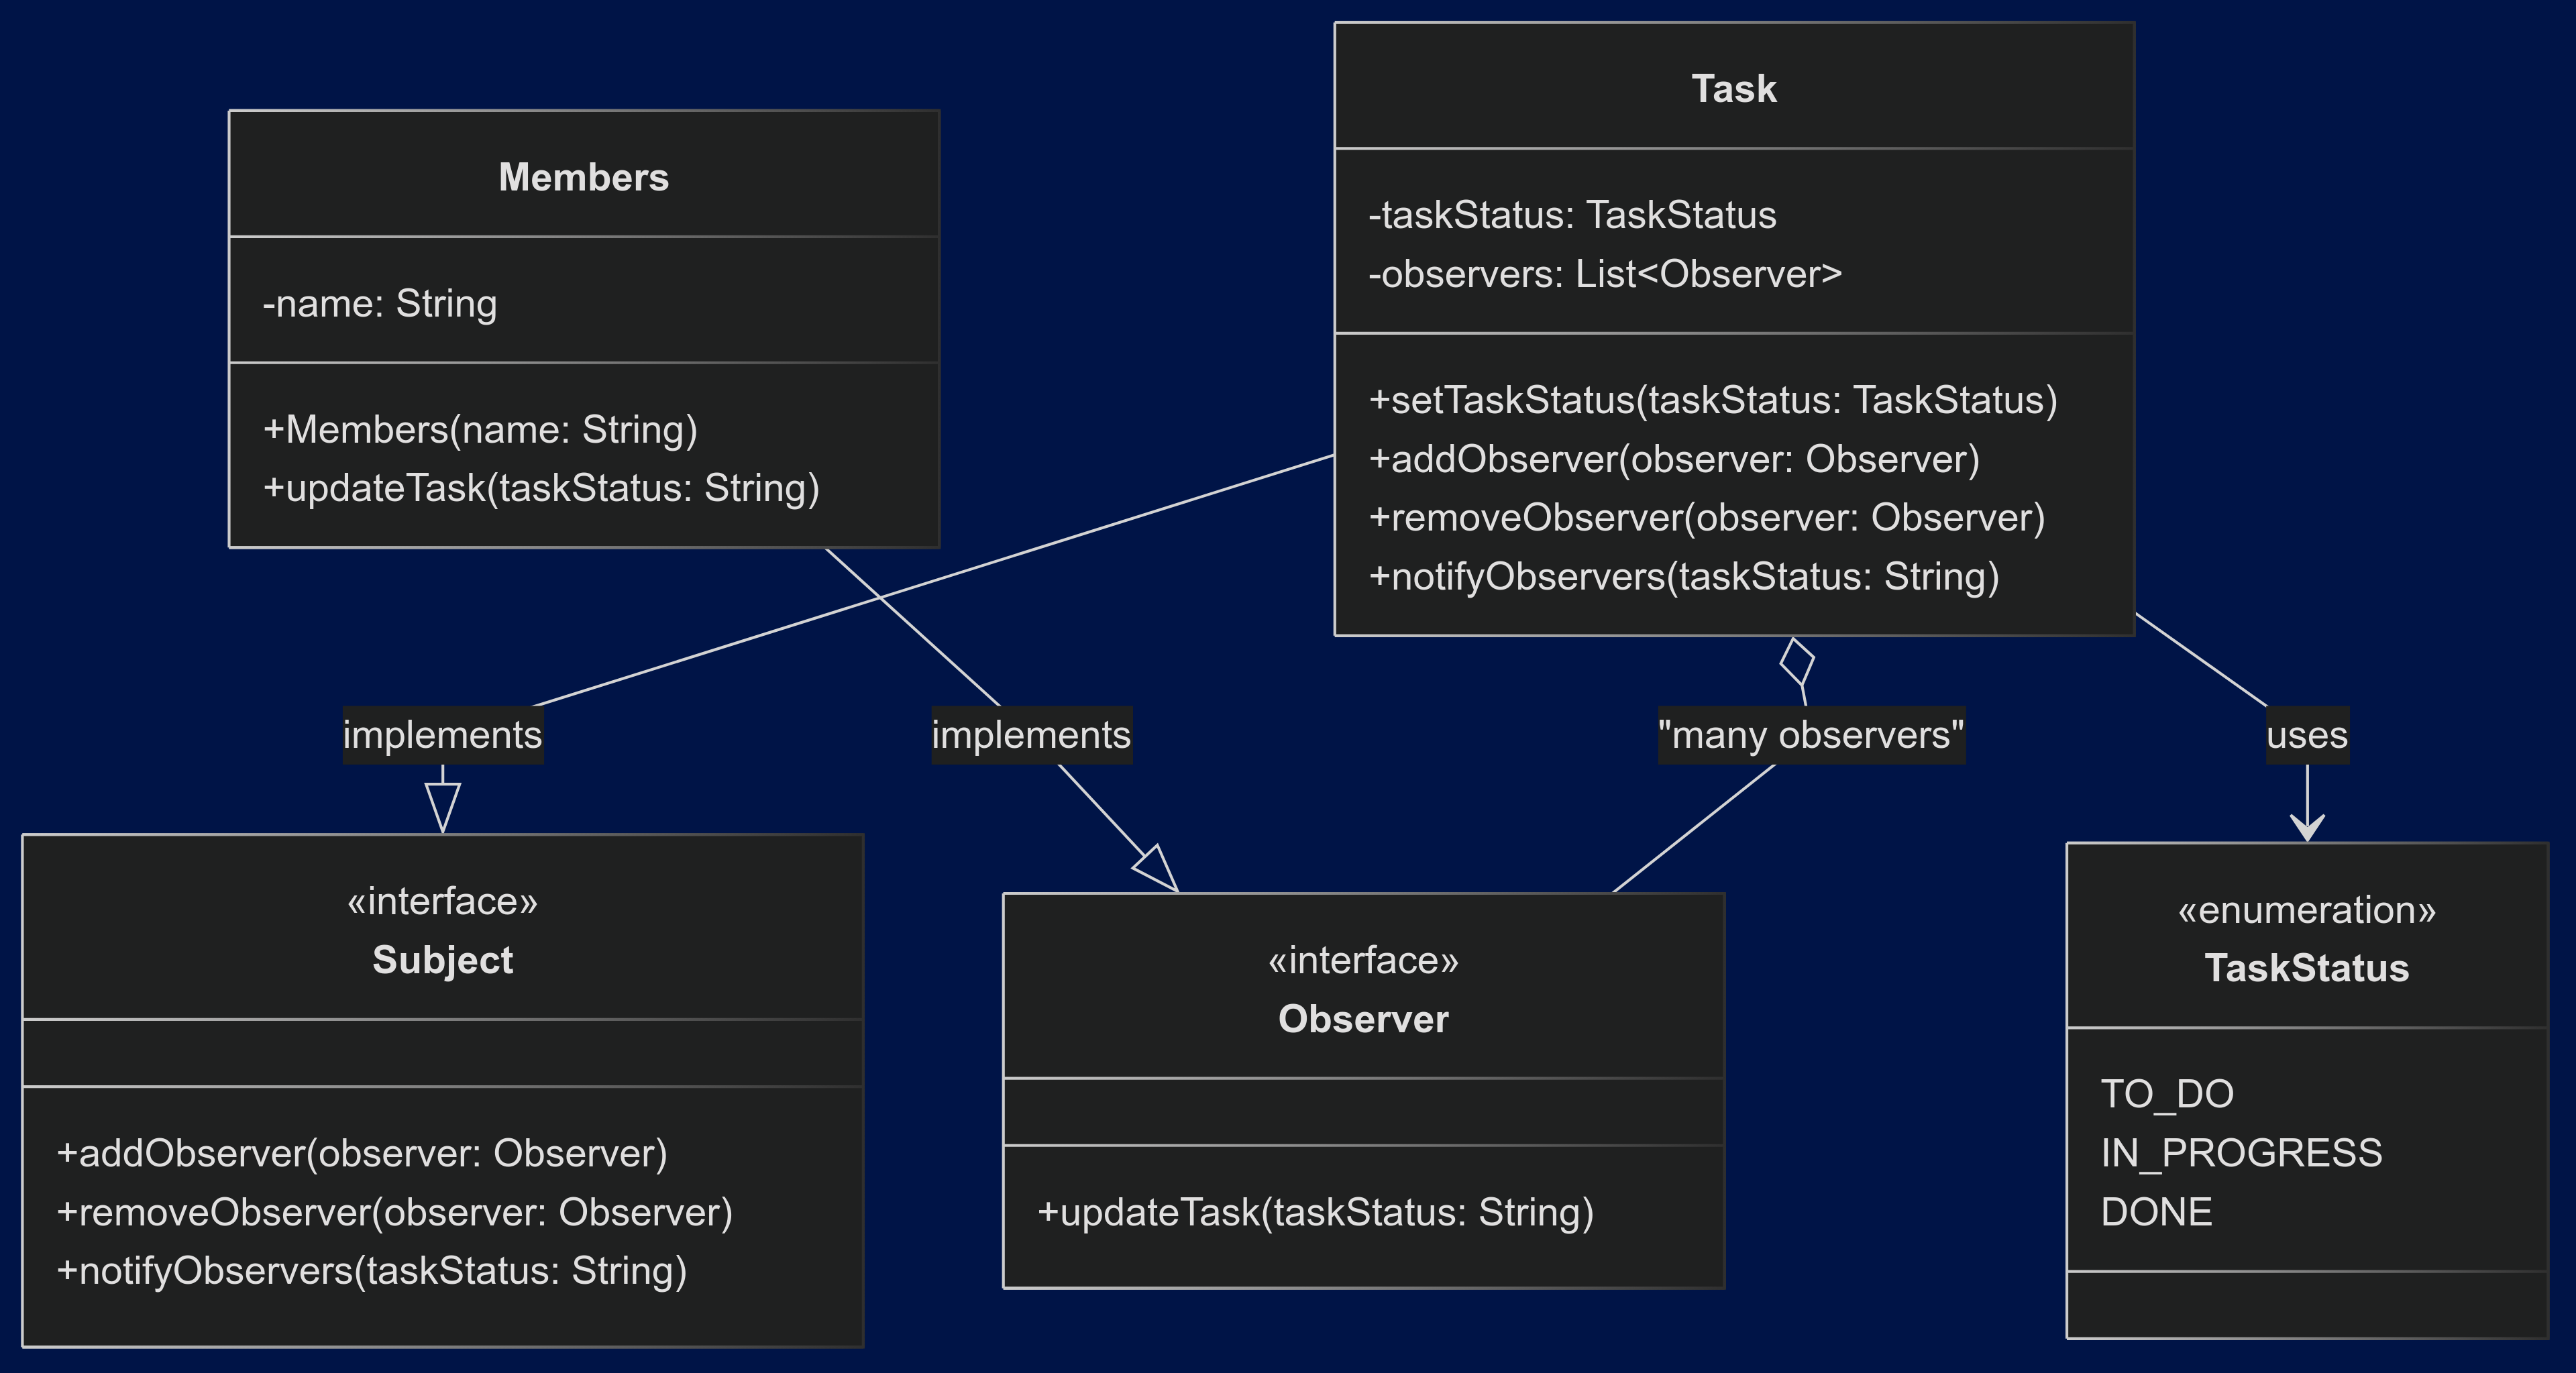 Members
-name: String
+Members(name: String)
+updateTask(taskStatus: String)
Task
-taskStatus: TaskStatus
-observers: List<Observer>
+setTaskStatus(taskStatus: TaskStatus)
+addObserver(observer: Observer)
+removeObserver(observer: Observer)
+notifyObservers(taskStatus: String)
implements
implements
"many observers"
uses
«interface»
Subject
+addObserver(observer: Observer)
+removeObserver(observer: Observer)
+notifyObservers(taskStatus: String)
«interface»
Observer
+updateTask(taskStatus: String)
«enumeration»
TaskStatus
TO_DO
IN_PROGRESS
DONE